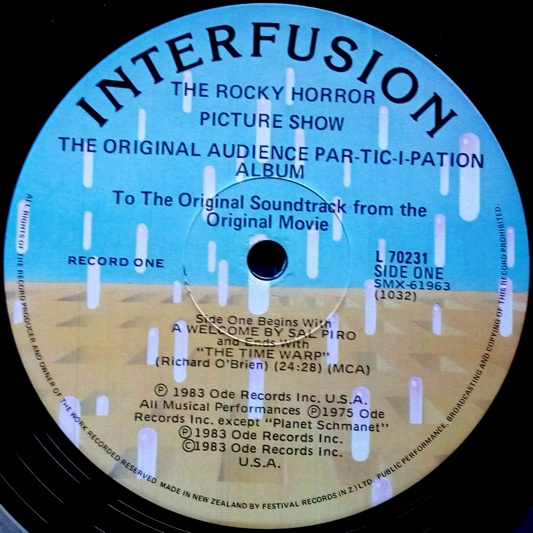 INTERFUSION
THE ROCKY HORROR
PICTURE SHOW
THE ORIGINAL AUDIENCE PAR-TIC-I-PATION
ALBUM
To The Original Soundtrack from the
Original Movie
RECORD ONE
L 70231
SIDE ONE
SMX-61963
(1032)
Side One Begins With
A WELCOME BY SAL PIRO
and Ends With
"THE TIME WARP"
(Richard O'Brien) (24:28) (MCA)
Ⓟ 1983 Ode Records Inc. U.S.A.
All Musical Performances Ⓟ1975 Ode
Records Inc. except "Planet Schmanet"
Ⓟ1983 Ode Records Inc.
©1983 Ode Records Inc.
U.S.A.
ALL RIGHTS OF THE RECORD PRODUCER AND OWNER OF THE WORK RECORDED RESERVED. MADE IN NEW ZEALAND BY FESTIVAL RECORDS (N.Z.) LTD. PUBLIC PERFORMANCE, BROADCASTING AND COPYING OF THIS RECORD PROHIBITED